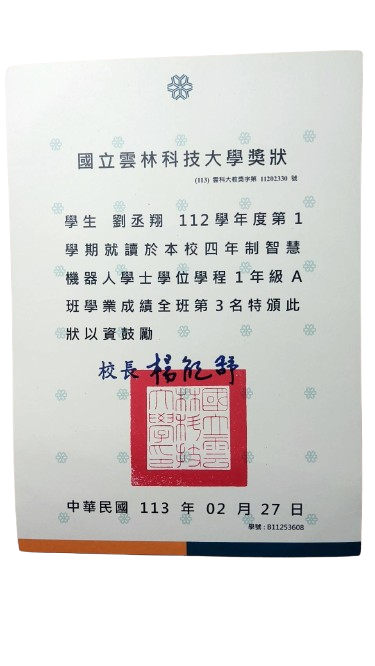 國立雲林科技大學獎狀
(113) 雲科大教獎字第 11202330 號
學生 劉丞翔 112學年度第1
學期就讀於本校四年制智慧
機器人學士學位學程1年級A
班學業成績全班第3名特頒此
狀以資鼓勵
校長 楊能舒
國立雲林科技大學印
中華民國 113 年 02 月 27 日
學號：B11253608